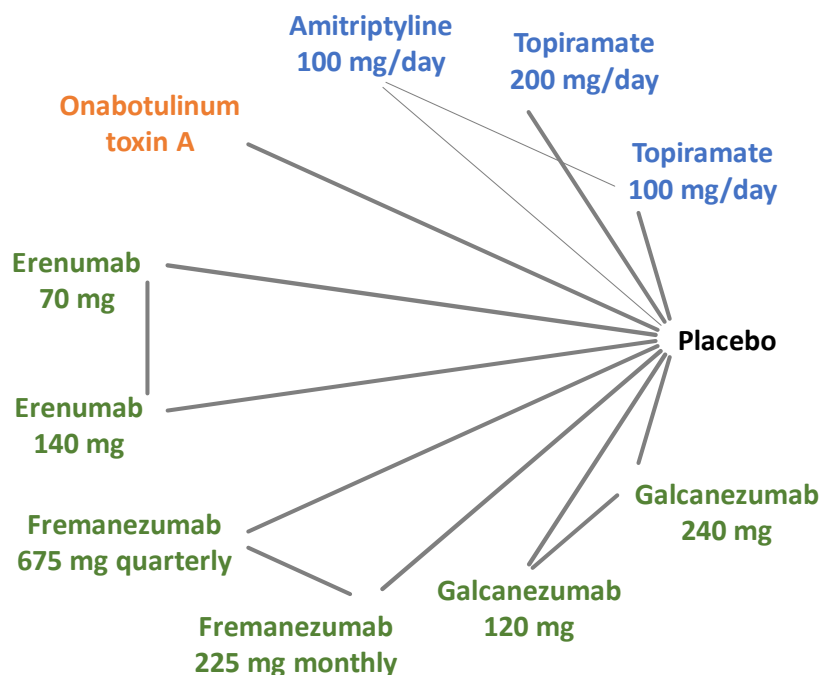 Amitriptyline
100 mg/day
Topiramate
200 mg/day
Onabotulinum
toxin A
Topiramate
100 mg/day
Erenumab
70 mg
Placebo
Erenumab
140 mg
Galcanezumab
240 mg
Fremanezumab
675 mg quarterly
Galcanezumab
120 mg
Fremanezumab
225 mg monthly